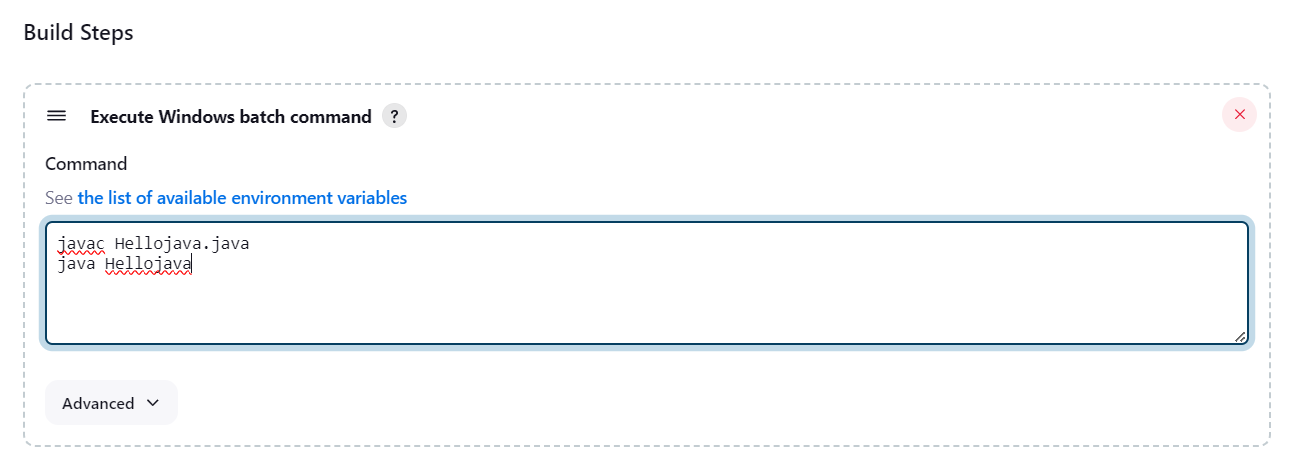 Build Steps
Execute Windows batch command ?
Command
See the list of available environment variables
javac Hellojava.java
java Hellojava
Advanced